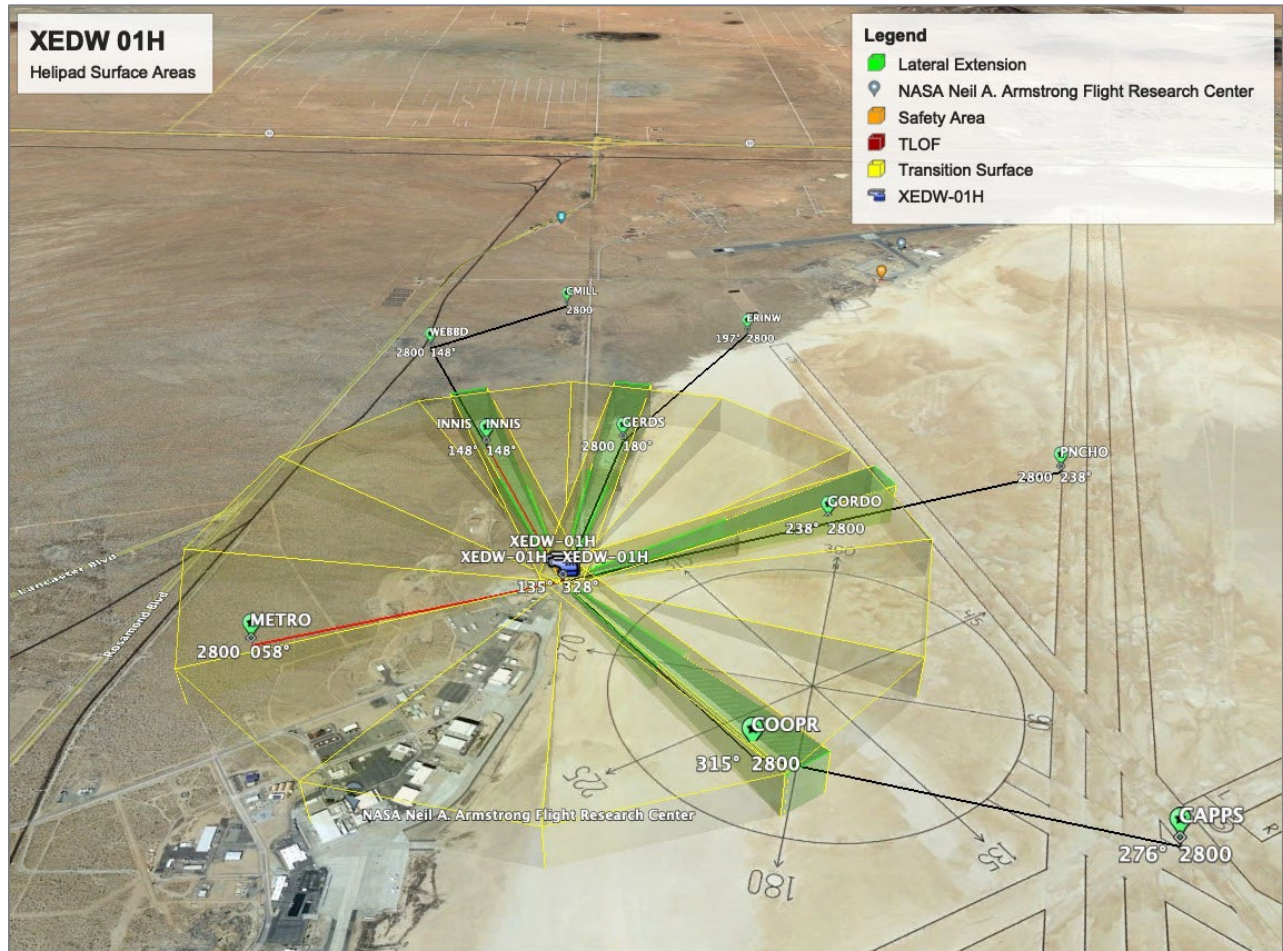 XEDW 01H
Helipad Surface Areas
Legend
Lateral Extension
NASA Neil A. Armstrong Flight Research Center
Safety Area
TLOF
Transition Surface
XEDW-01H
CMILL
2800
WEBBD
2800 148°
ERINW
197° 2800
INNIS INNIS
148° 148°
GERDS
2800 180°
PNCHO
2800 238°
GORDO
238° 2800
XEDW-01H
XEDW-01H XEDW-01H
135° 328°
Lancaster Blvd
Rosamond Blvd
METRO
2800 058°
270
45
90
COOPR
315° 2800
225
NASA Neil A. Armstrong Flight Research Center
135
180
CAPPS
276° 2800